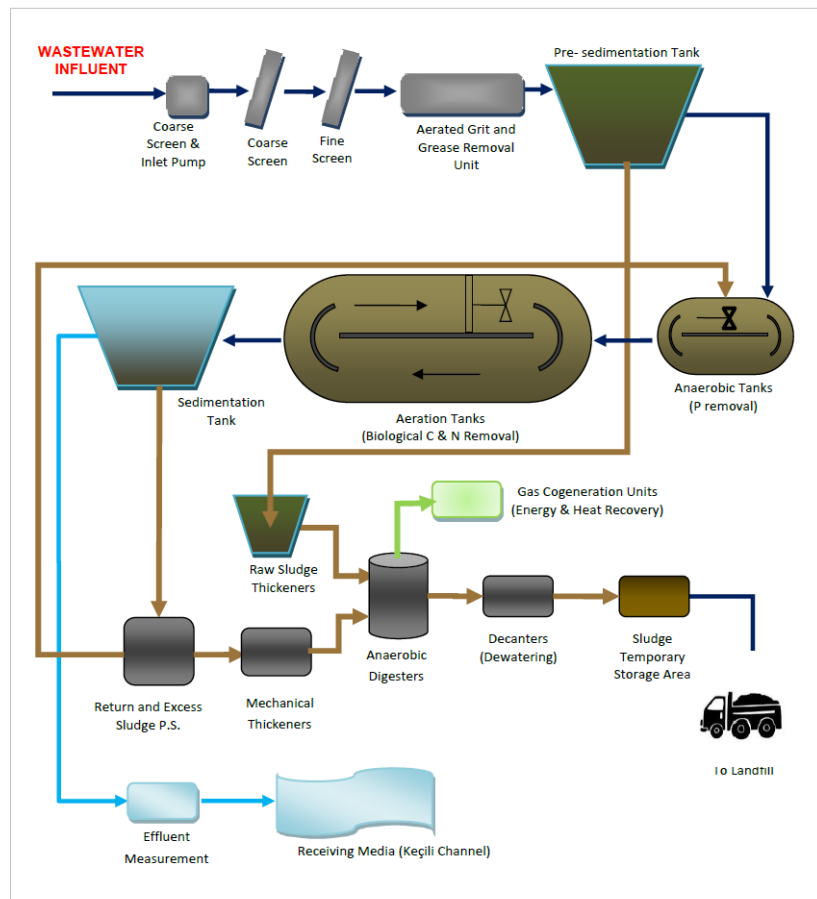 WASTEWATER
INFLUENT
Pre- sedimentation Tank
Coarse
Screen &
Inlet Pump
Coarse
Screen
Fine
Screen
Aerated Grit and
Grease Removal
Unit
Sedimentation
Tank
Aeration Tanks
(Biological C & N Removal)
Anaerobic Tanks
(P removal)
Gas Cogeneration Units
(Energy & Heat Recovery)
Raw Sludge
Thickeners
Return and Excess
Sludge P.S.
Mechanical
Thickeners
Anaerobic
Digesters
Decanters
(Dewatering)
Sludge
Temporary
Storage Area
To Landfill
Effluent
Measurement
Receiving Media (Keçili Channel)